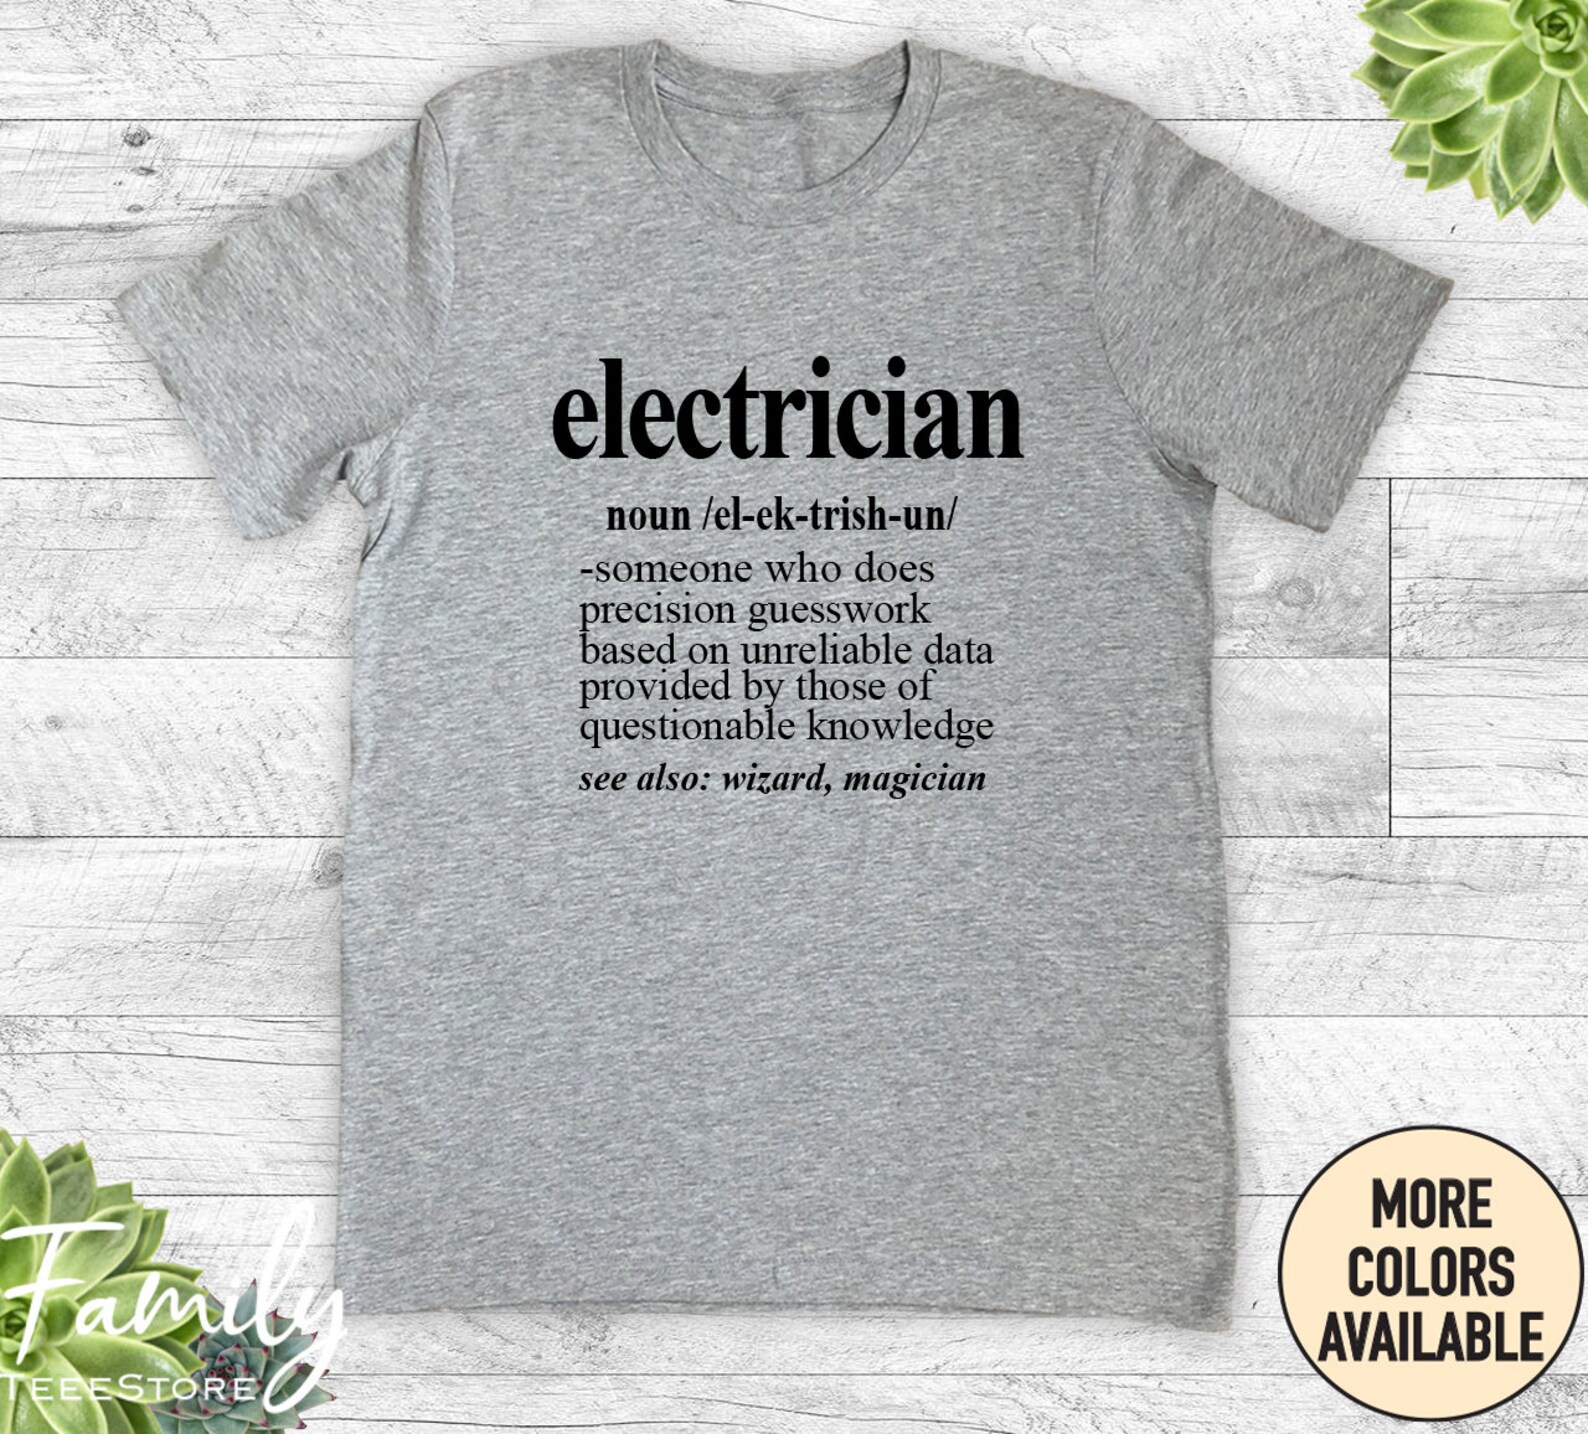 electrician
noun /el-ek-trish-un/
-someone who does
precision guesswork
based on unreliable data
provided by those of
questionable knowledge
see also: wizard, magician
Family
TEEESTORE
MORE
COLORS
AVAILABLE